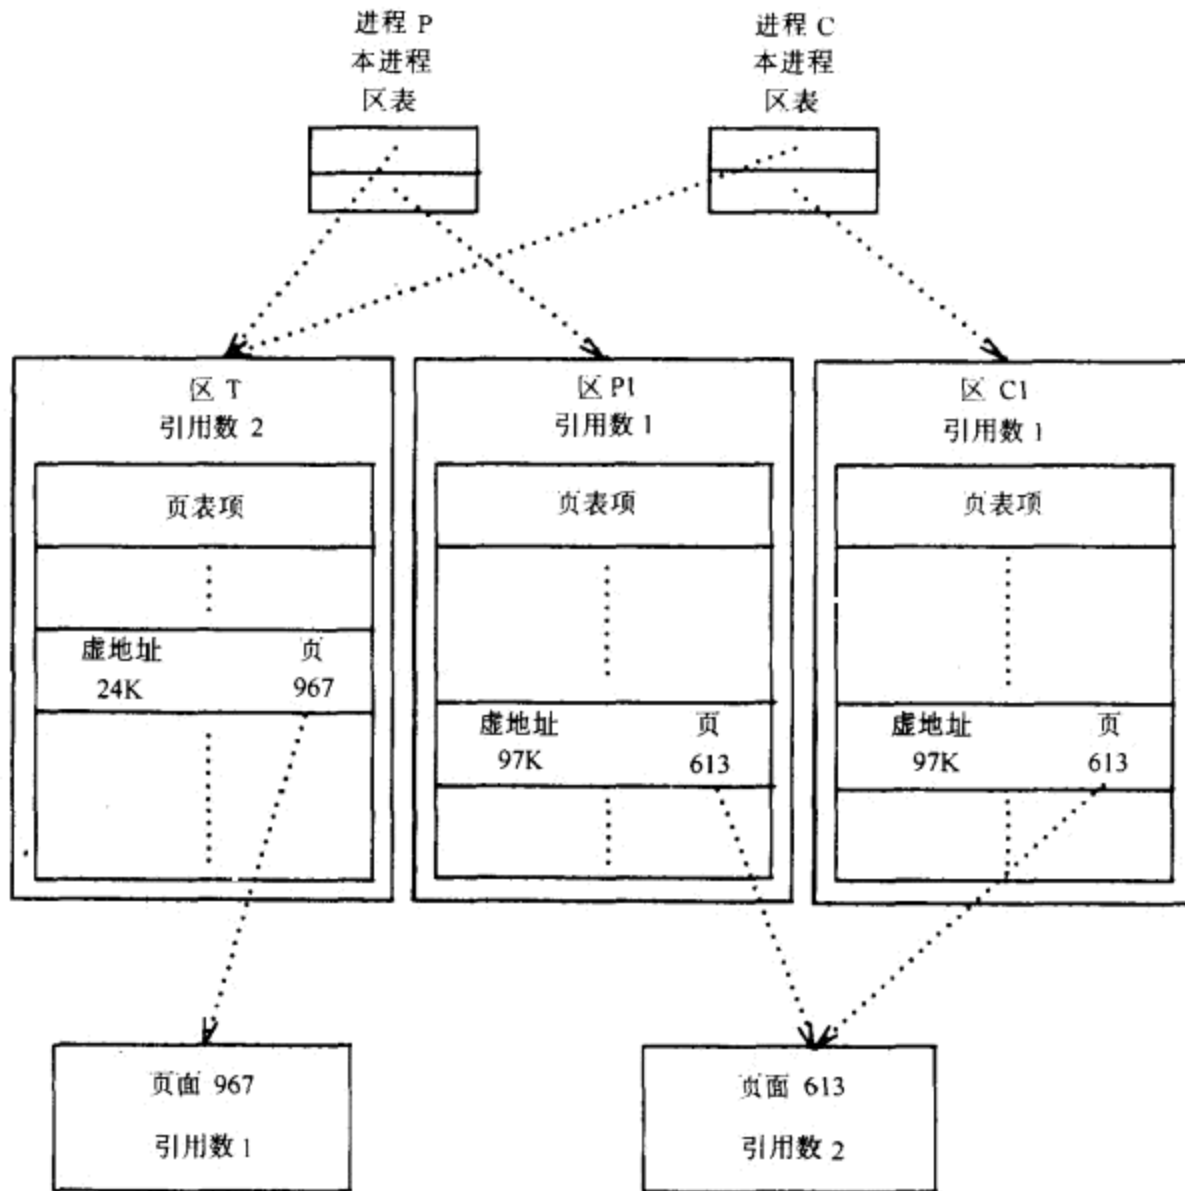 进程 P
本进程
区表
进程 C
本进程
区表
区 T
引用数 2
页表项
虚地址 页
24K 967
区 P1
引用数 1
页表项
虚地址 页
97K 613
区 C1
引用数 1
页表项
虚地址 页
97K 613
页面 967
引用数 1
页面 613
引用数 2